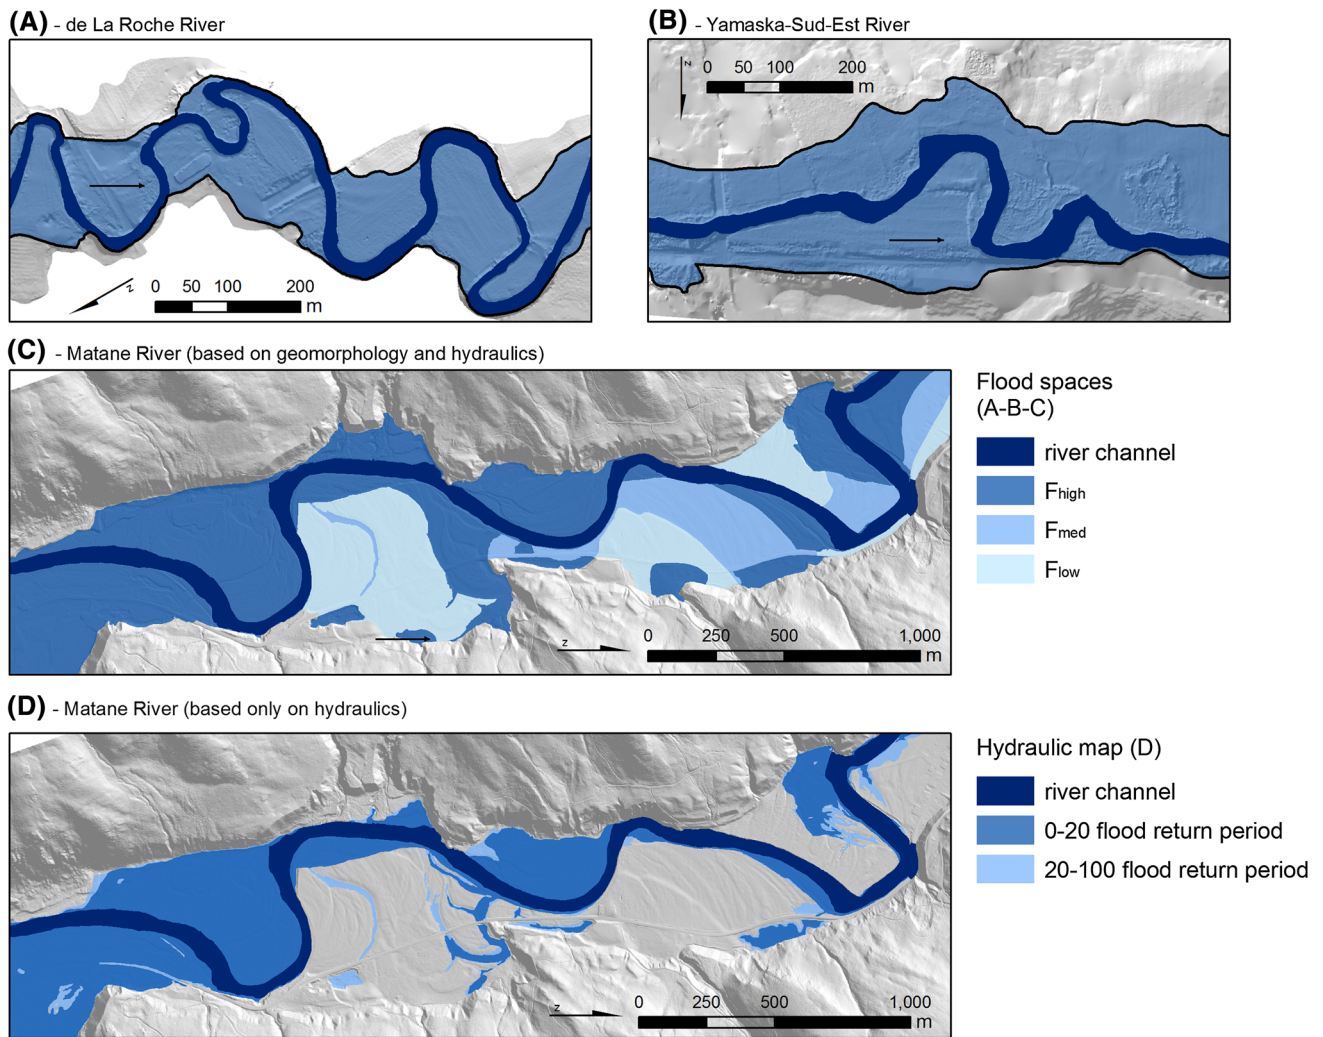 (A) - de La Roche River
(B) - Yamaska-Sud-Est River
z
0 50 100 200
m
z
0 50 100 200
m
(C) - Matane River (based on geomorphology and hydraulics)
z
0 250 500 1,000
m
Flood spaces
(A-B-C)
river channel
Fhigh
Fmed
Flow
(D) - Matane River (based only on hydraulics)
z
0 250 500 1,000
m
Hydraulic map (D)
river channel
0-20 flood return period
20-100 flood return period